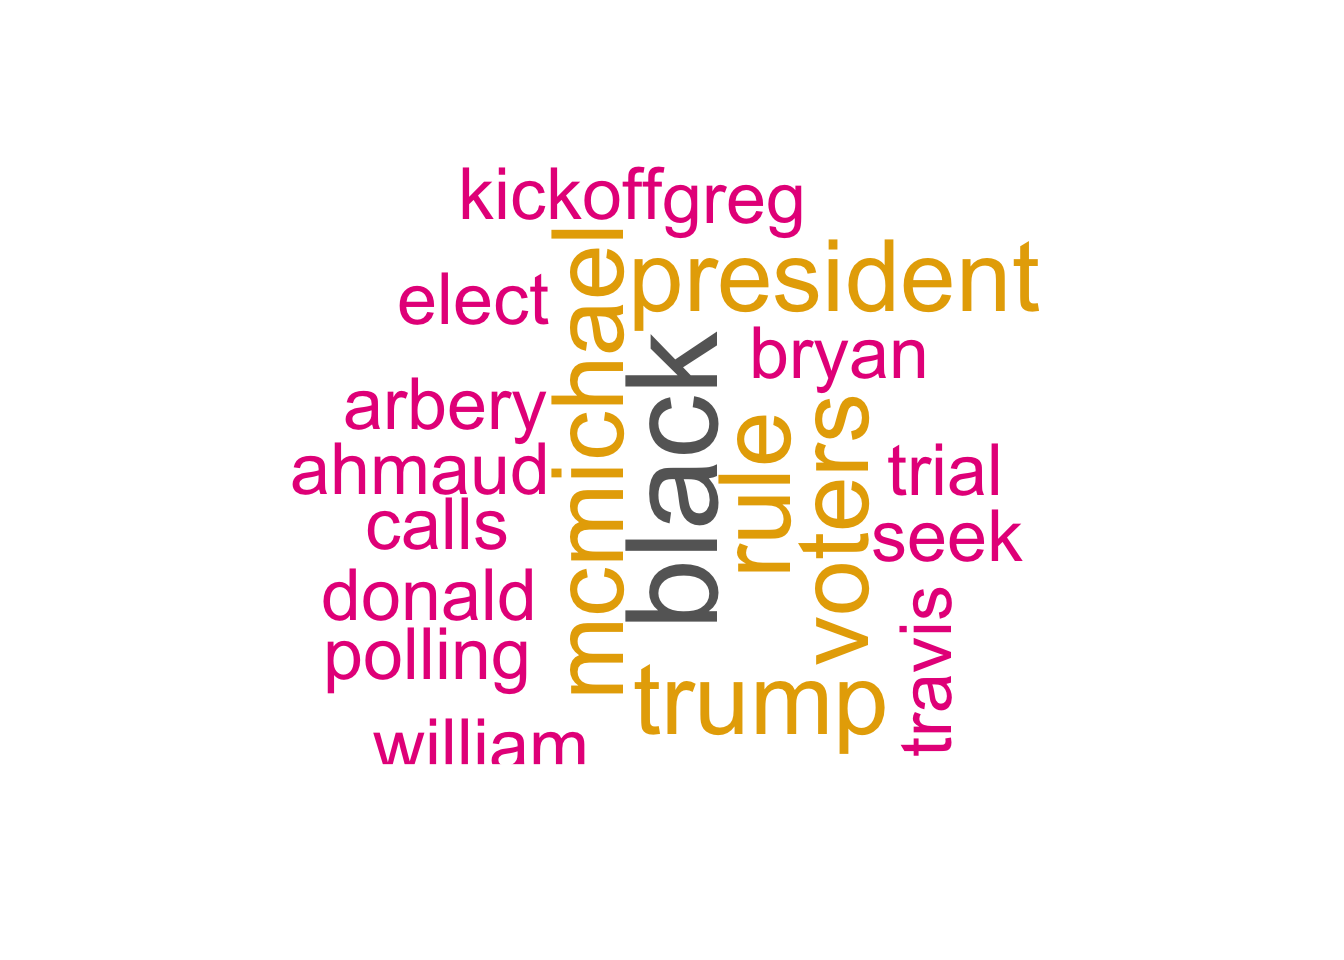 kickoff
greg
president
elect
mcmichael
black
bryan
arbery
rule
voters
ahmaud
trial
calls
seek
donald
polling
travis
trump
william